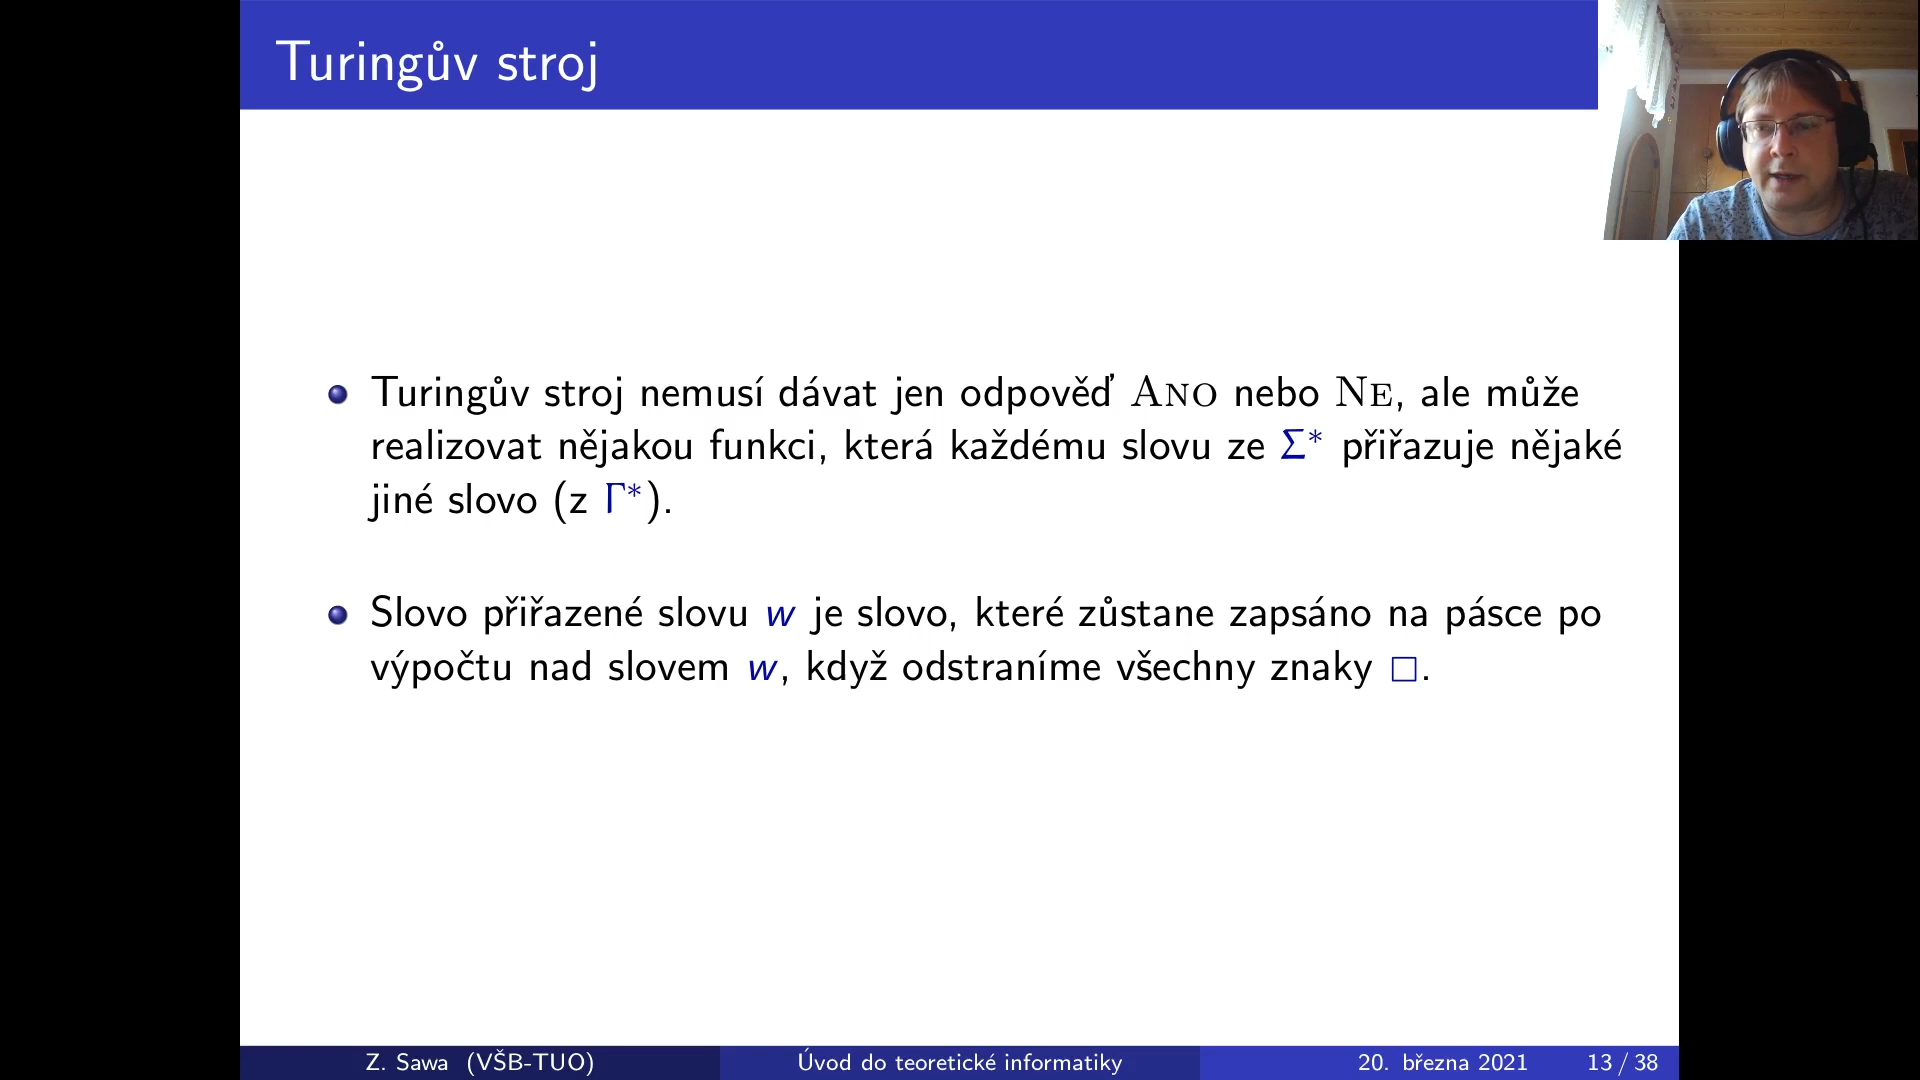 Turingův stroj
Turingův stroj nemusí dávat jen odpověď Ano nebo Ne, ale může
realizovat nějakou funkci, která každému slovu ze Σ* přiřazuje nějaké
jiné slovo (z Γ*).
Slovo přiřazené slovu w je slovo, které zůstane zapsáno na pásce po
výpočtu nad slovem w, když odstraníme všechny znaky □.
Z. Sawa (VŠB-TUO) Úvod do teoretické informatiky 20. března 2021 13 / 38